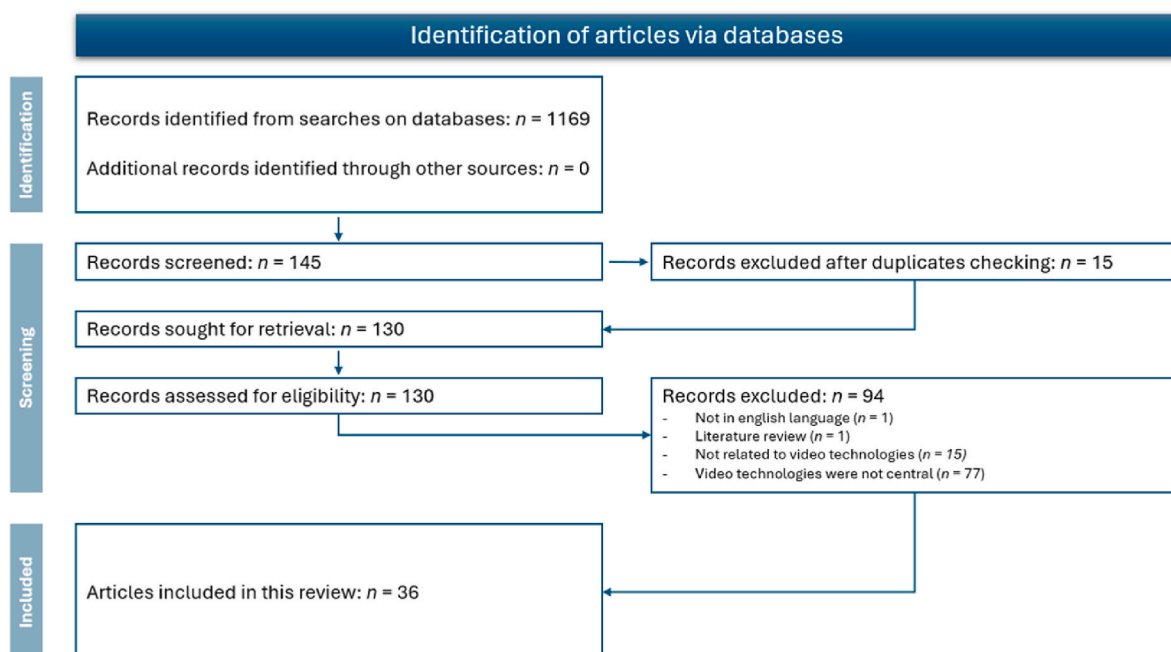 Identification of articles via databases
Identification
Records identified from searches on databases: n = 1169
Additional records identified through other sources: n = 0
Screening
Records screened: n = 145
Records excluded after duplicates checking: n = 15
Records sought for retrieval: n = 130
Records assessed for eligibility: n = 130
Records excluded: n = 94
- Not in english language (n = 1)
- Literature review (n = 1)
- Not related to video technologies (n = 15)
- Video technologies were not central (n = 77)
Included
Articles included in this review: n = 36